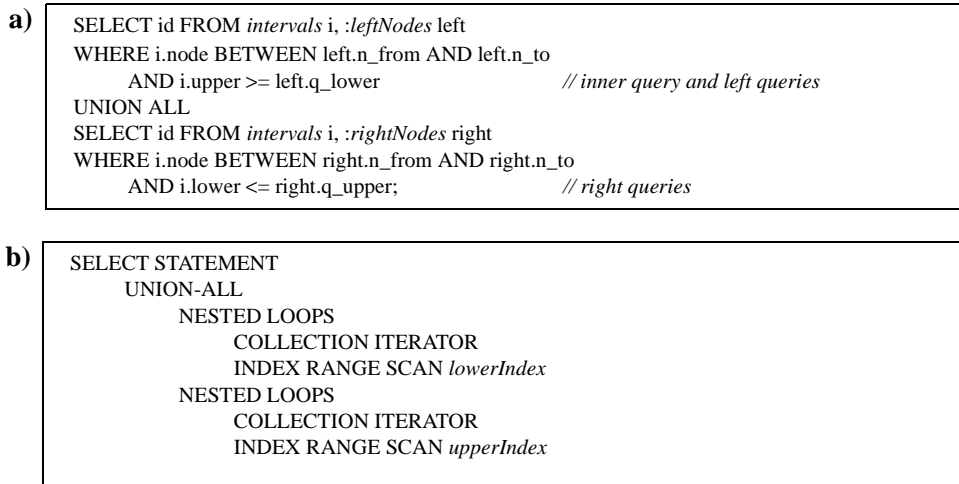 a)
SELECT id FROM intervals i, :leftNodes left
WHERE i.node BETWEEN left.n_from AND left.n_to
AND i.upper >= left.q_lower // inner query and left queries
UNION ALL
SELECT id FROM intervals i, :rightNodes right
WHERE i.node BETWEEN right.n_from AND right.n_to
AND i.lower <= right.q_upper; // right queries
b)
SELECT STATEMENT
UNION-ALL
NESTED LOOPS
COLLECTION ITERATOR
INDEX RANGE SCAN lowerIndex
NESTED LOOPS
COLLECTION ITERATOR
INDEX RANGE SCAN upperIndex